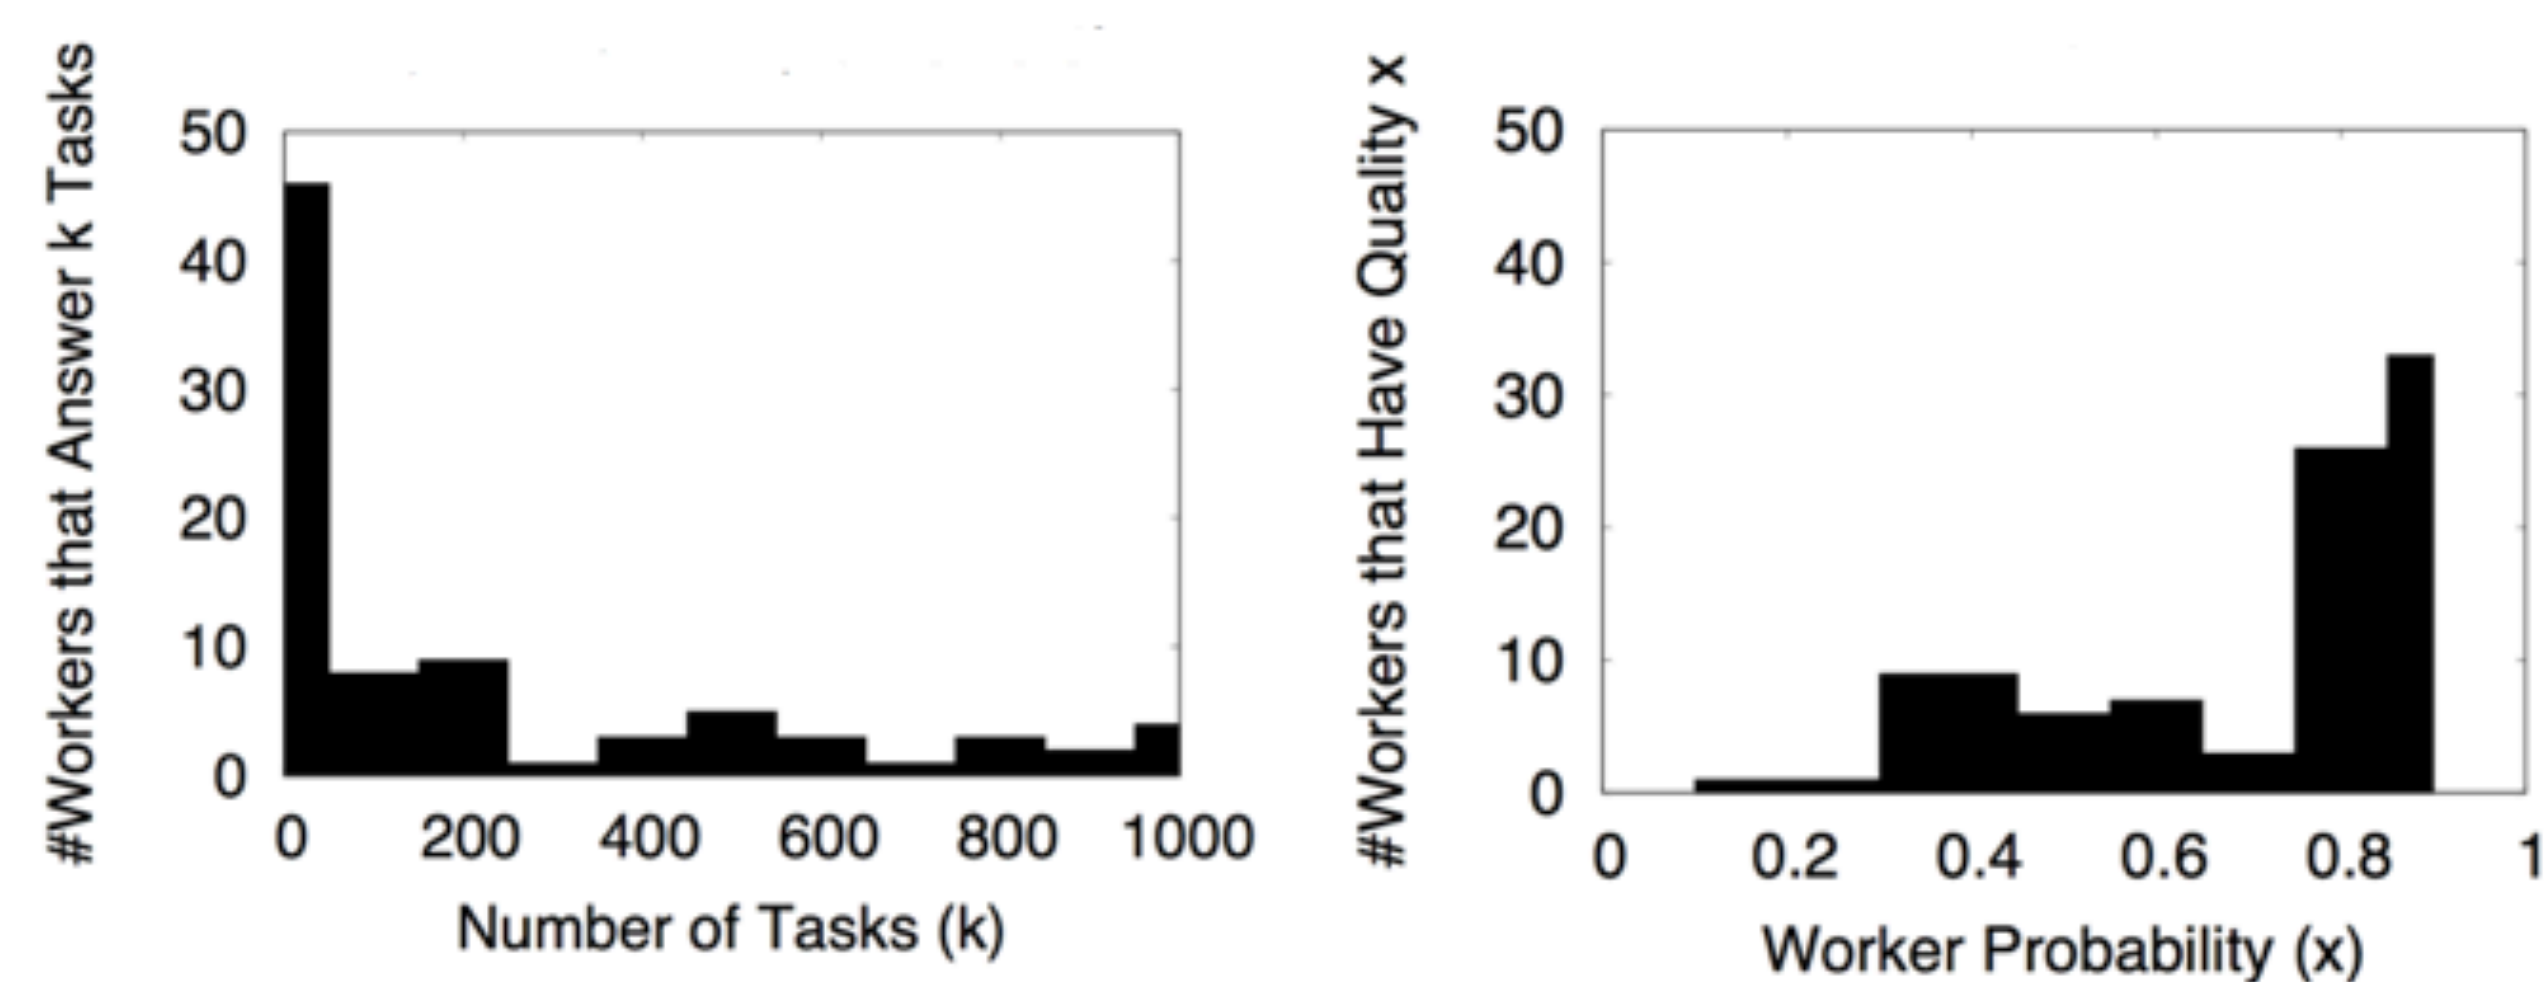 #Workers that Answer k Tasks
50
40
30
20
10
0
0 200 400 600 800 1000
Number of Tasks (k)
#Workers that Have Quality x
50
40
30
20
10
0
0 0.2 0.4 0.6 0.8 1
Worker Probability (x)